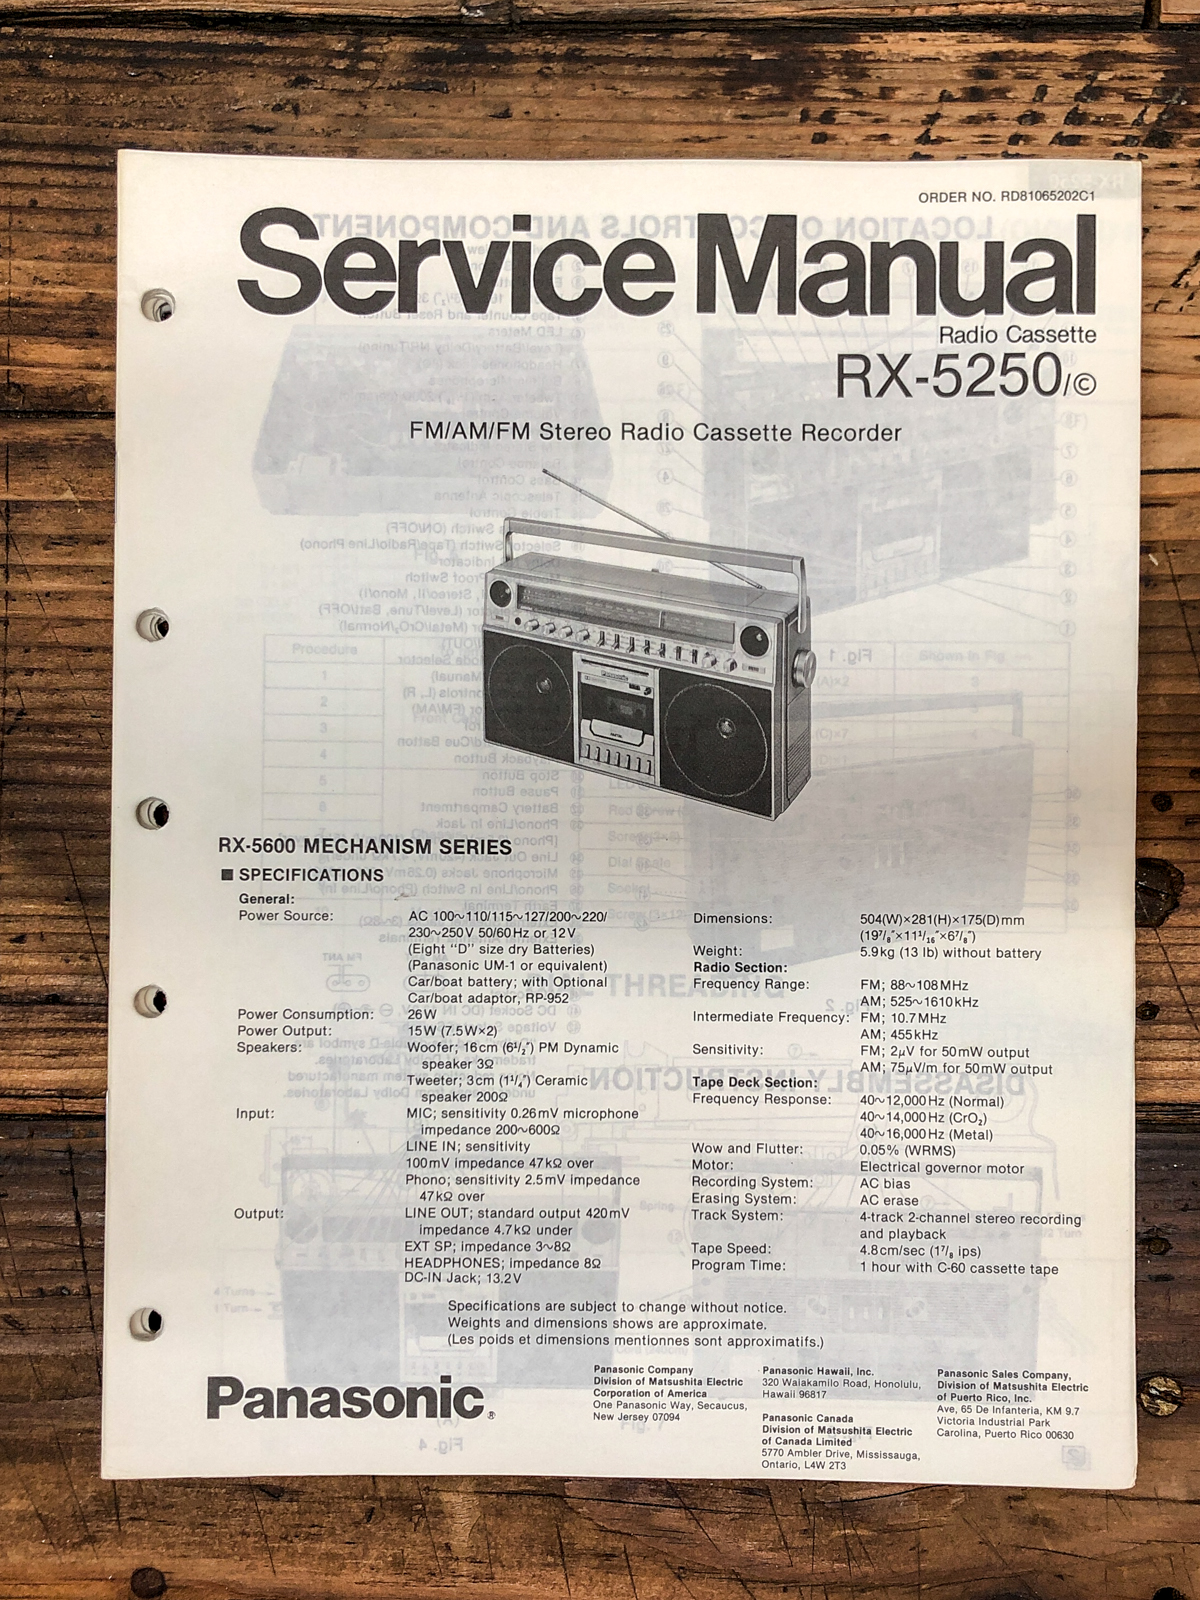 ORDER NO. RD81065202C1
Service Manual
Radio Cassette
RX-5250/©
FM/AM/FM Stereo Radio Cassette Recorder
Panasonic
RX-5600 MECHANISM SERIES
■ SPECIFICATIONS
General:
Power Source: AC 100~110/115~127/200~220/
230~250V 50/60Hz or 12V
(Eight "D" size dry Batteries)
(Panasonic UM-1 or equivalent)
Car/boat battery; with Optional
Car/boat adaptor, RP-952
Power Consumption: 26W
Power Output: 15W (7.5W×2)
Speakers: Woofer; 16cm (6½") PM Dynamic
speaker 3Ω
Tweeter; 3cm (1¼") Ceramic
speaker 200Ω
Input: MIC; sensitivity 0.26mV microphone
impedance 200~600Ω
LINE IN; sensitivity
100mV impedance 47kΩ over
Phono; sensitivity 2.5mV impedance
47kΩ over
Output: LINE OUT; standard output 420mV
impedance 4.7kΩ under
EXT SP; impedance 3~8Ω
HEADPHONES; impedance 8Ω
DC-IN Jack; 13.2V
Dimensions: 504(W)×281(H)×175(D)mm
(19⅞"×11¹/₁₆"×6⅞")
Weight: 5.9kg (13 lb) without battery
Radio Section:
Frequency Range: FM; 88~108MHz
AM; 525~1610kHz
Intermediate Frequency: FM; 10.7MHz
AM; 455kHz
Sensitivity: FM; 2µV for 50mW output
AM; 75µV/m for 50mW output
Tape Deck Section:
Frequency Response: 40~12,000Hz (Normal)
40~14,000Hz (CrO₂)
40~16,000Hz (Metal)
Wow and Flutter: 0.05% (WRMS)
Motor: Electrical governor motor
Recording System: AC bias
Erasing System: AC erase
Track System: 4-track 2-channel stereo recording
and playback
Tape Speed: 4.8cm/sec (1⅞ ips)
Program Time: 1 hour with C-60 cassette tape
Specifications are subject to change without notice.
Weights and dimensions shows are approximate.
(Les poids et dimensions mentionnes sont approximatifs.)
Panasonic®
Panasonic Company
Division of Matsushita Electric
Corporation of America
One Panasonic Way, Secaucus,
New Jersey 07094
Panasonic Hawaii, Inc.
320 Waiakamilo Road, Honolulu,
Hawaii 96817
Panasonic Canada
Division of Matsushita Electric
of Canada Limited
5770 Ambler Drive, Mississauga,
Ontario, L4W 2T3
Panasonic Sales Company,
Division of Matsushita Electric
of Puerto Rico, Inc.
Ave, 65 De Infanteria, KM 9.7
Victoria Industrial Park
Carolina, Puerto Rico 00630